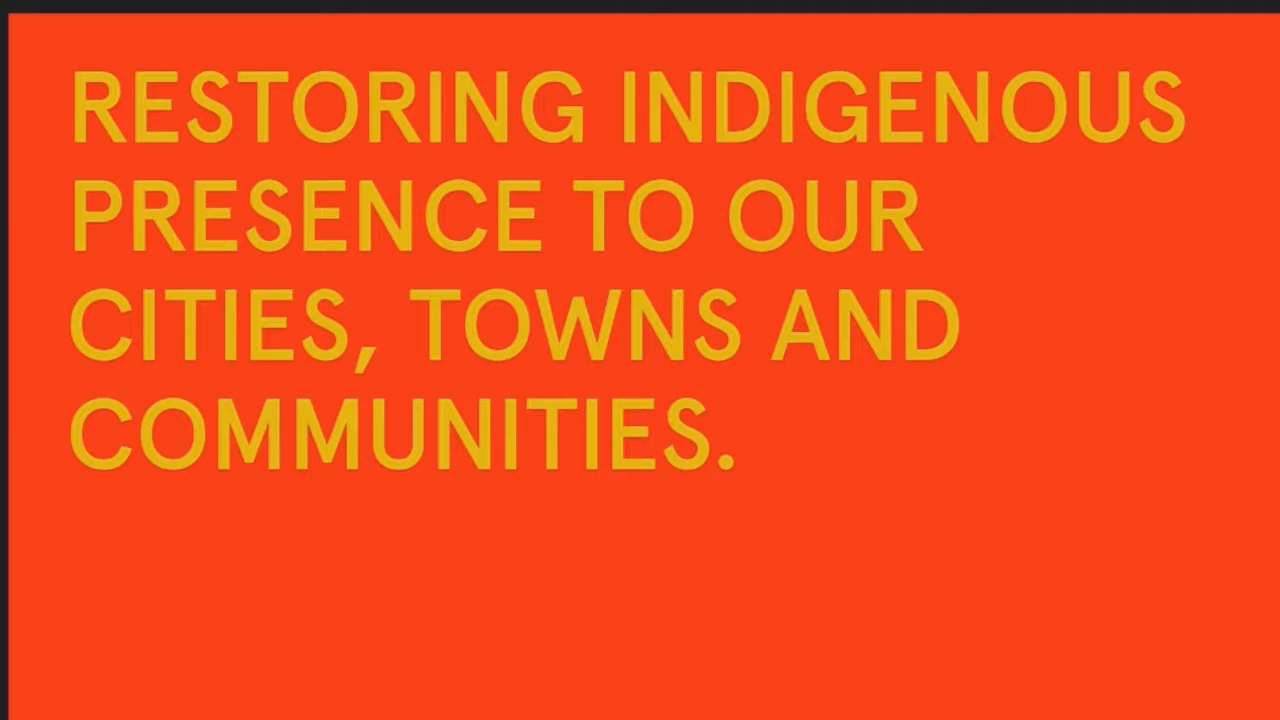 RESTORING INDIGENOUS
PRESENCE TO OUR
CITIES, TOWNS AND
COMMUNITIES.